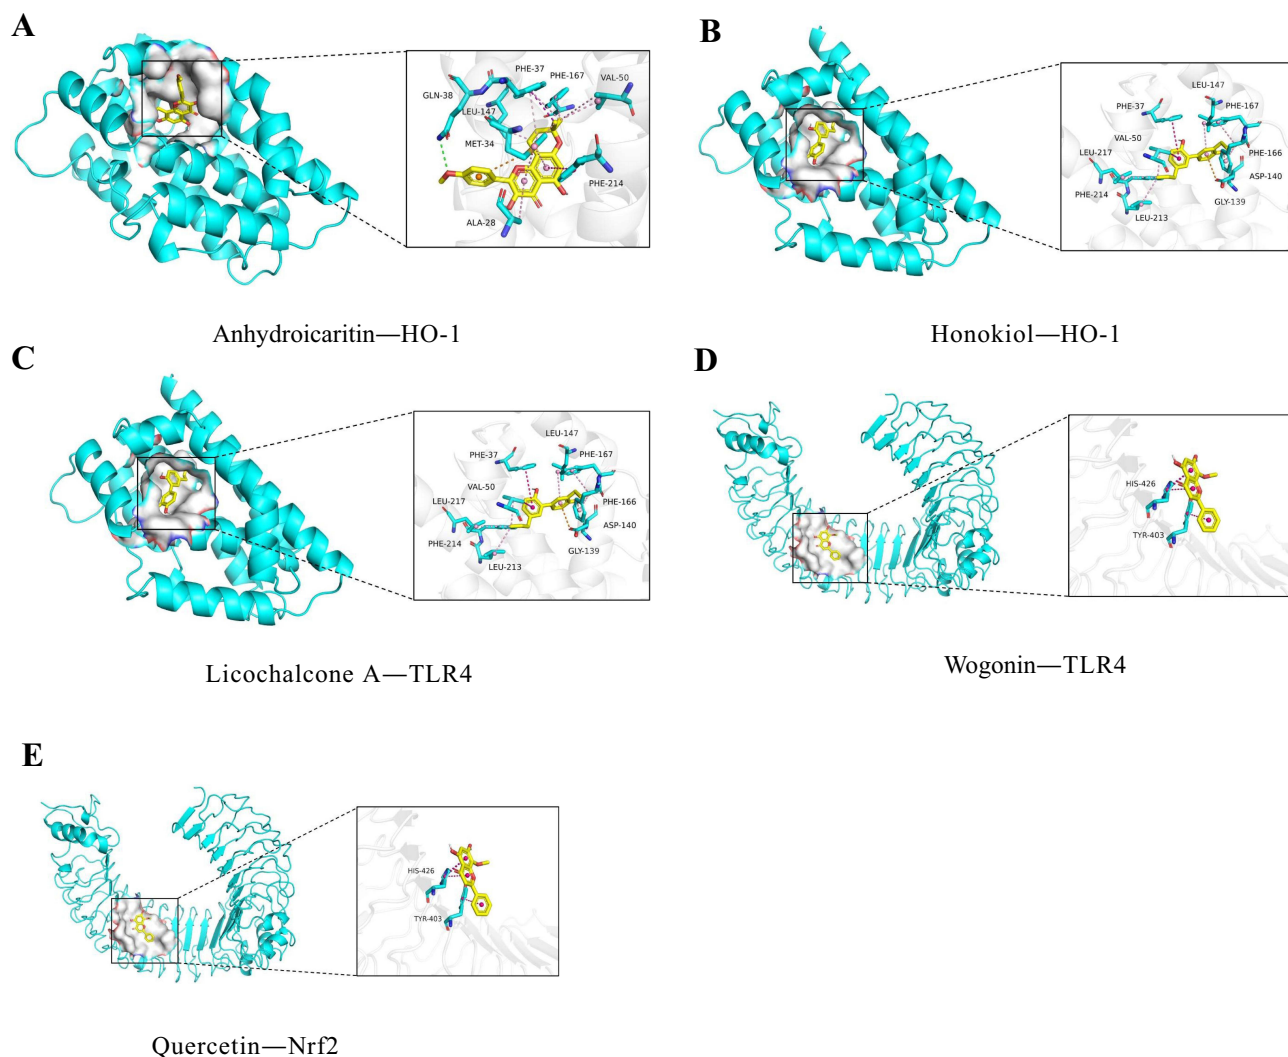 A
PHE-37
PHE-167
VAL-50
GLN-38
LEU-147
MET-34
PHE-214
ALA-28
Anhydroicaritin—HO-1
B
LEU-147
PHE-37
PHE-167
VAL-50
LEU-217
PHE-166
ASP-140
PHE-214
GLY-139
LEU-213
Honokiol—HO-1
C
LEU-147
PHE-37
PHE-167
VAL-50
LEU-217
PHE-166
ASP-140
PHE-214
GLY-139
LEU-213
Licochalcone A—TLR4
D
HIS-426
TYR-403
Wogonin—TLR4
E
HIS-426
TYR-403
Quercetin—Nrf2